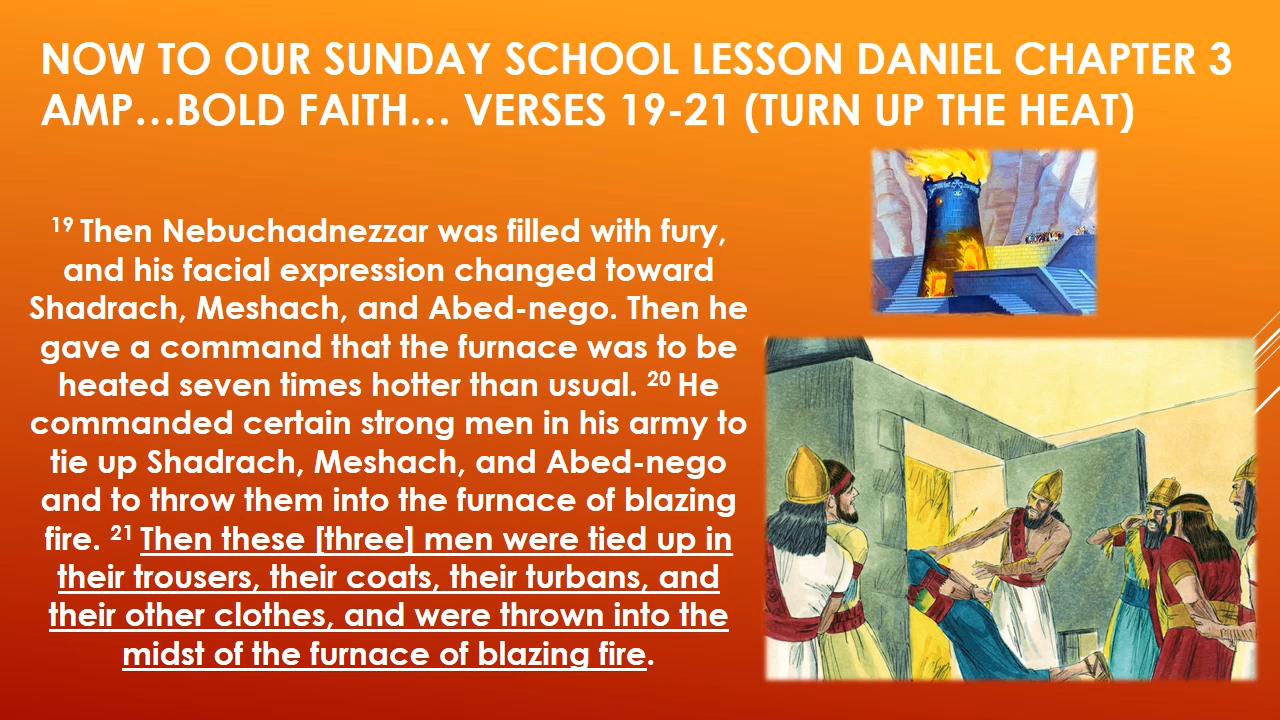 NOW TO OUR SUNDAY SCHOOL LESSON DANIEL CHAPTER 3
AMP…BOLD FAITH… VERSES 19-21 (TURN UP THE HEAT)
19 Then Nebuchadnezzar was filled with fury,
and his facial expression changed toward
Shadrach, Meshach, and Abed-nego. Then he
gave a command that the furnace was to be
heated seven times hotter than usual. 20 He
commanded certain strong men in his army to
tie up Shadrach, Meshach, and Abed-nego
and to throw them into the furnace of blazing
fire. 21 Then these [three] men were tied up in
their trousers, their coats, their turbans, and
their other clothes, and were thrown into the
midst of the furnace of blazing fire.